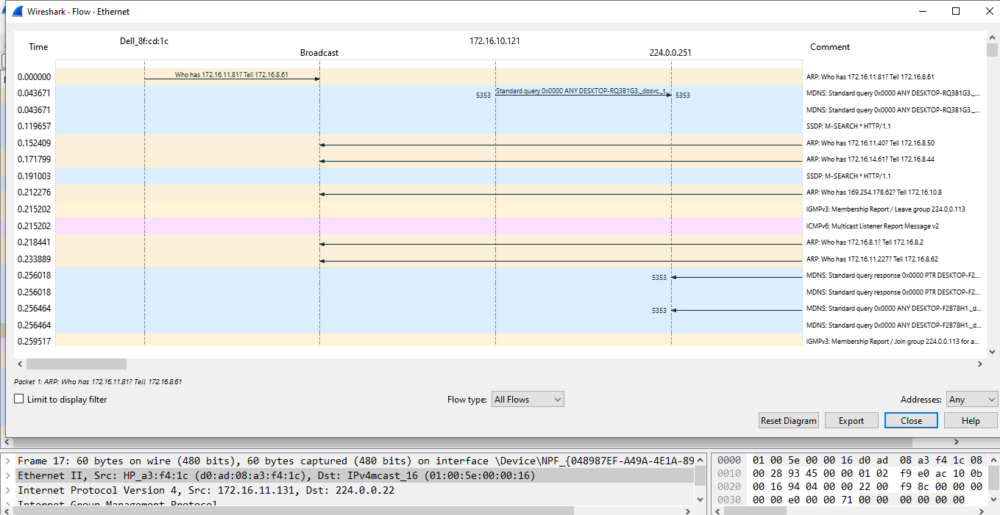 Wireshark · Flow · Ethernet
Time
Dell_8f:cd:1c
Broadcast
172.16.10.121
224.0.0.251
Comment
0.000000 Who has 172.16.11.81? Tell 172.16.8.61 ARP: Who has 172.16.11.81? Tell 172.16.8.61
0.043671 5353 Standard query 0x0000 ANY DESKTOP-RQ3B1G3._dosvc._t... 5353 MDNS: Standard query 0x0000 ANY DESKTOP-RQ3B1G3._...
0.043671 MDNS: Standard query 0x0000 ANY DESKTOP-RQ3B1G3._...
0.119657 SSDP: M-SEARCH * HTTP/1.1
0.152409 ARP: Who has 172.16.11.40? Tell 172.16.8.50
0.171799 ARP: Who has 172.16.14.61? Tell 172.16.8.44
0.191003 SSDP: M-SEARCH * HTTP/1.1
0.212276 ARP: Who has 169.254.178.62? Tell 172.16.10.8
0.215202 IGMPv3: Membership Report / Leave group 224.0.0.113
0.215202 ICMPv6: Multicast Listener Report Message v2
0.218441 ARP: Who has 172.16.8.1? Tell 172.16.8.2
0.233889 ARP: Who has 172.16.11.227? Tell 172.16.8.62
0.256018 5353 MDNS: Standard query response 0x0000 PTR DESKTOP-F2...
0.256018 MDNS: Standard query response 0x0000 PTR DESKTOP-F2...
0.256464 5353 MDNS: Standard query 0x0000 ANY DESKTOP-F2B78H1._d...
0.256464 MDNS: Standard query 0x0000 ANY DESKTOP-F2B78H1._d...
0.259517 IGMPv3: Membership Report / Join group 224.0.0.113 for a...
Packet 1: ARP: Who has 172.16.11.81? Tell 172.16.8.61
Limit to display filter
Flow type: All Flows
Addresses: Any
Reset Diagram Export Close Help
Frame 17: 60 bytes on wire (480 bits), 60 bytes captured (480 bits) on interface \Device\NPF_{048987EF-A49A-4E1A-89
Ethernet II, Src: HP_a3:f4:1c (d0:ad:08:a3:f4:1c), Dst: IPv4mcast_16 (01:00:5e:00:00:16)
Internet Protocol Version 4, Src: 172.16.11.131, Dst: 224.0.0.22
Internet Group Management Protocol
0000 01 00 5e 00 00 16 d0 ad 08 a3 f4 1c 08
0010 00 28 93 45 00 00 01 02 f9 e0 ac 10 0b
0020 00 16 94 04 00 00 22 00 f9 8c 00 00 00
0030 00 00 e0 00 00 71 00 00 00 00 00 00